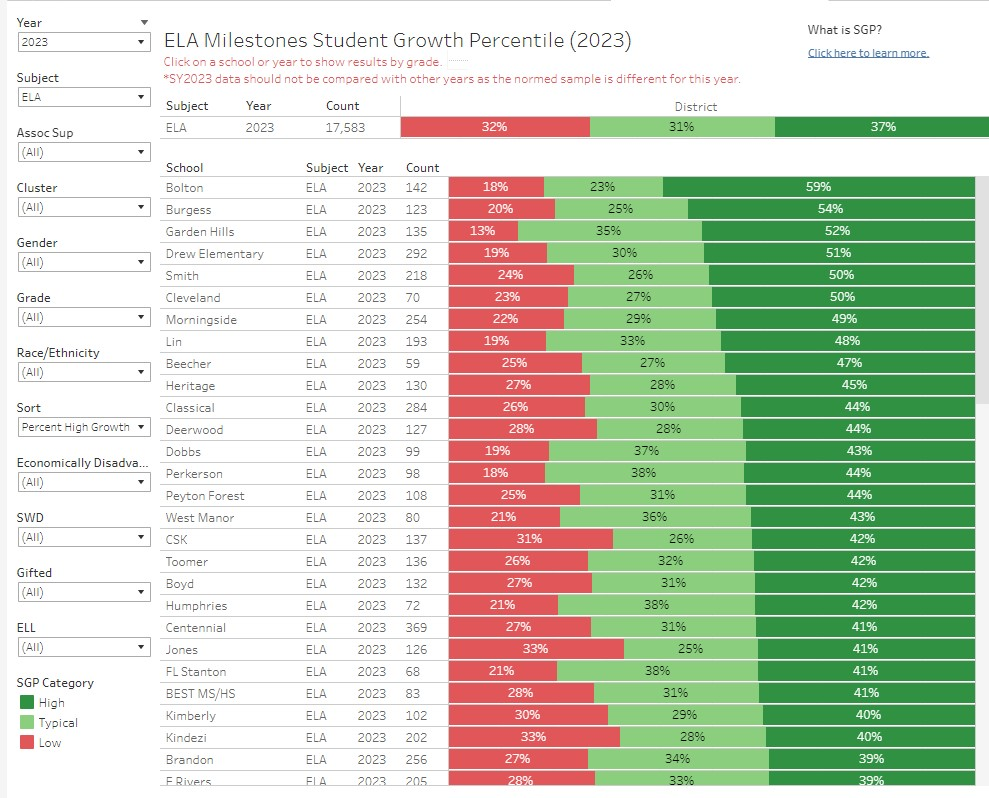 Year
2023
Subject
ELA
Assoc Sup
(All)
Cluster
(All)
Gender
(All)
Grade
(All)
Race/Ethnicity
(All)
Sort
Percent High Growth
Economically Disadva...
(All)
SWD
(All)
Gifted
(All)
ELL
(All)
SGP Category
High
Typical
Low
ELA Milestones Student Growth Percentile (2023)
Click on a school or year to show results by grade.
*SY2023 data should not be compared with other years as the normed sample is different for this year.
What is SGP?
Click here to learn more.
Subject Year Count District
ELA 2023 17,583 32% 31% 37%
School Subject Year Count
Bolton ELA 2023 142 18% 23% 59%
Burgess ELA 2023 123 20% 25% 54%
Garden Hills ELA 2023 135 13% 35% 52%
Drew Elementary ELA 2023 292 19% 30% 51%
Smith ELA 2023 218 24% 26% 50%
Cleveland ELA 2023 70 23% 27% 50%
Morningside ELA 2023 254 22% 29% 49%
Lin ELA 2023 193 19% 33% 48%
Beecher ELA 2023 59 25% 27% 47%
Heritage ELA 2023 130 27% 28% 45%
Classical ELA 2023 284 26% 30% 44%
Deerwood ELA 2023 127 28% 28% 44%
Dobbs ELA 2023 99 19% 37% 43%
Perkerson ELA 2023 98 18% 38% 44%
Peyton Forest ELA 2023 108 25% 31% 44%
West Manor ELA 2023 80 21% 36% 43%
CSK ELA 2023 137 31% 26% 42%
Toomer ELA 2023 136 26% 32% 42%
Boyd ELA 2023 132 27% 31% 42%
Humphries ELA 2023 72 21% 38% 42%
Centennial ELA 2023 369 27% 31% 41%
Jones ELA 2023 126 33% 25% 41%
FL Stanton ELA 2023 68 21% 38% 41%
BEST MS/HS ELA 2023 83 28% 31% 41%
Kimberly ELA 2023 102 30% 29% 40%
Kindezi ELA 2023 202 33% 28% 40%
Brandon ELA 2023 256 27% 34% 39%
E Rivers ELA 2023 205 28% 33% 39%